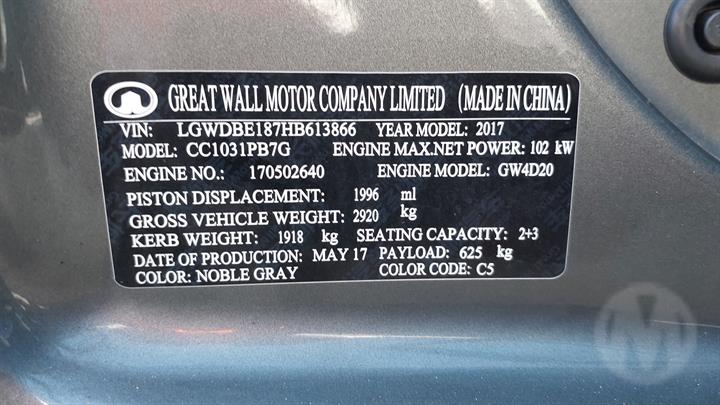 GREAT WALL MOTOR COMPANY LIMITED (MADE IN CHINA)
VIN: LGWDBE187HB613866 YEAR MODEL: 2017
MODEL: CC1031PB7G ENGINE MAX.NET POWER: 102 kW
ENGINE NO.: 170502640 ENGINE MODEL: GW4D20
PISTON DISPLACEMENT: 1996 ml
GROSS VEHICLE WEIGHT: 2920 kg
KERB WEIGHT: 1918 kg SEATING CAPACITY: 2+3
DATE OF PRODUCTION: MAY 17 PAYLOAD: 625 kg
COLOR: NOBLE GRAY COLOR CODE: C5
M